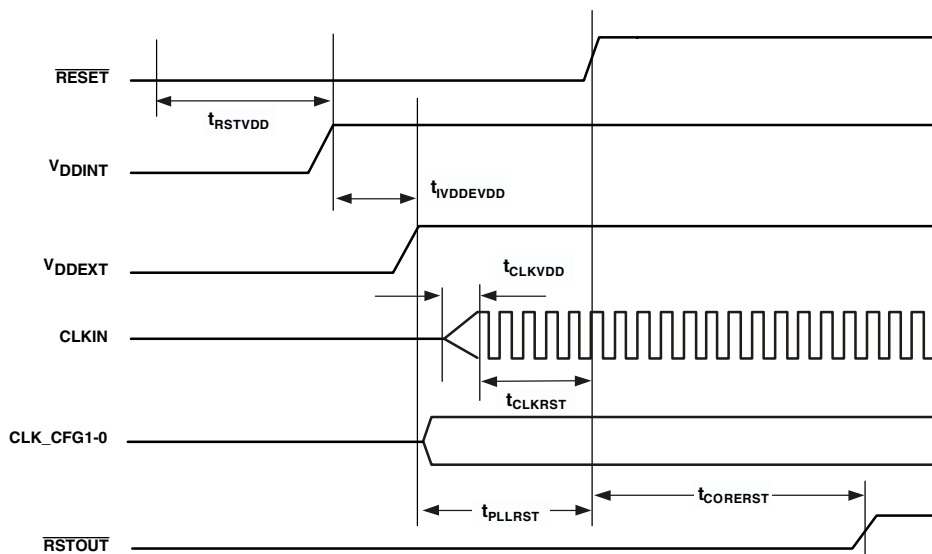 RESET
tRSTVDD
VDDINT
tIVDDEVDD
VDDEXT
tCLKVDD
CLKIN
tCLKRST
CLK_CFG1-0
tPLLRST
tCORERST
RSTOUT